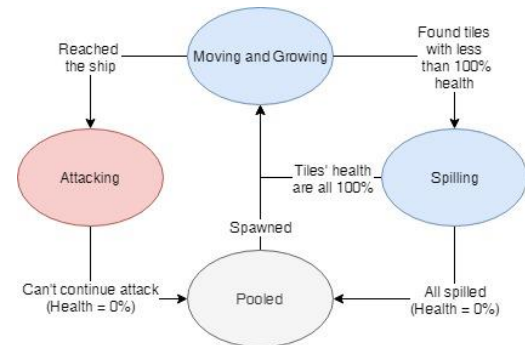 Reached
the ship
Moving and Growing
Found tiles
with less
than 100%
health
Attacking
Tiles' health
are all 100%
Spilling
Spawned
Can't continue attack
(Health = 0%)
Pooled
All spilled
(Health = 0%)